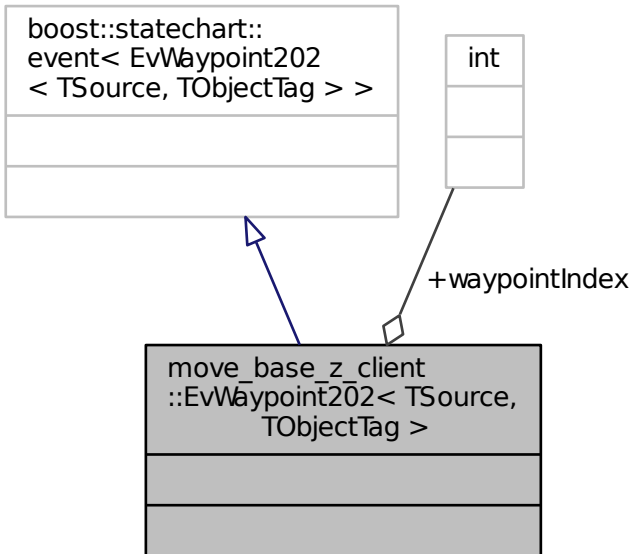 boost::statechart::
event< EvWaypoint202
< TSource, TObjectTag > >
int
+waypointIndex
move_base_z_client
::EvWaypoint202< TSource,
TObjectTag >